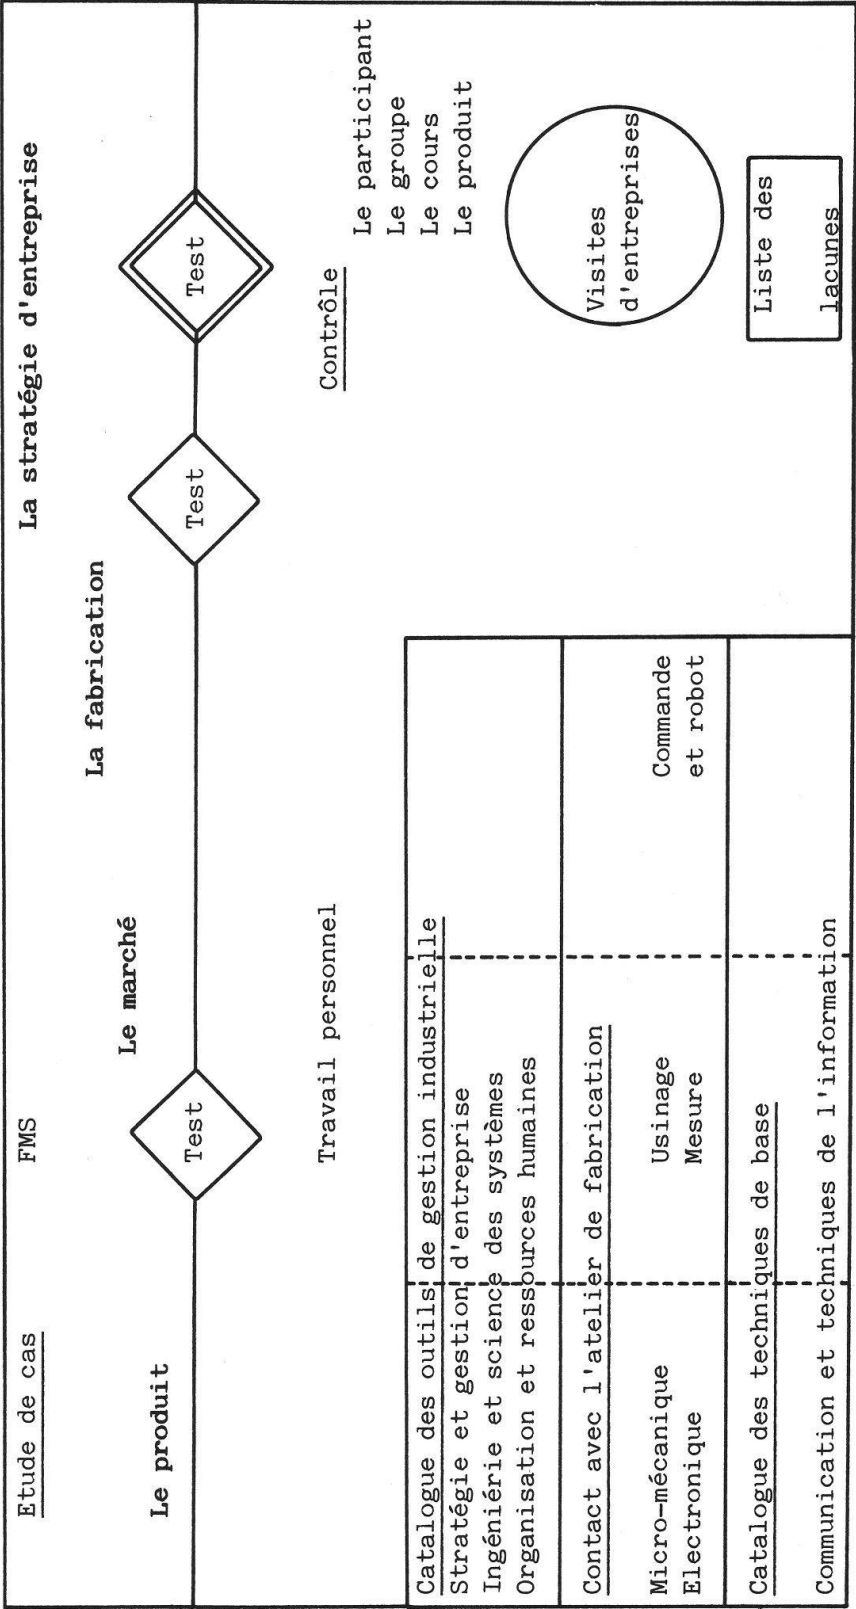 Etude de cas
FMS
La stratégie d'entreprise
La fabrication
Le marché
Le produit
Test
Test
Test
Travail personnel
Contrôle
Le participant
Le groupe
Le cours
Le produit
Catalogue des outils de gestion industrielle
Stratégie et gestion d'entreprise
Ingéniérie et science des systèmes
Organisation et ressources humaines
Visites
d'entreprises
Contact avec l'atelier de fabrication
Micro-mécanique
Electronique
Usinage
Mesure
Commande
et robot
Catalogue des techniques de base
Communication et techniques de l'information
Liste des
lacunes